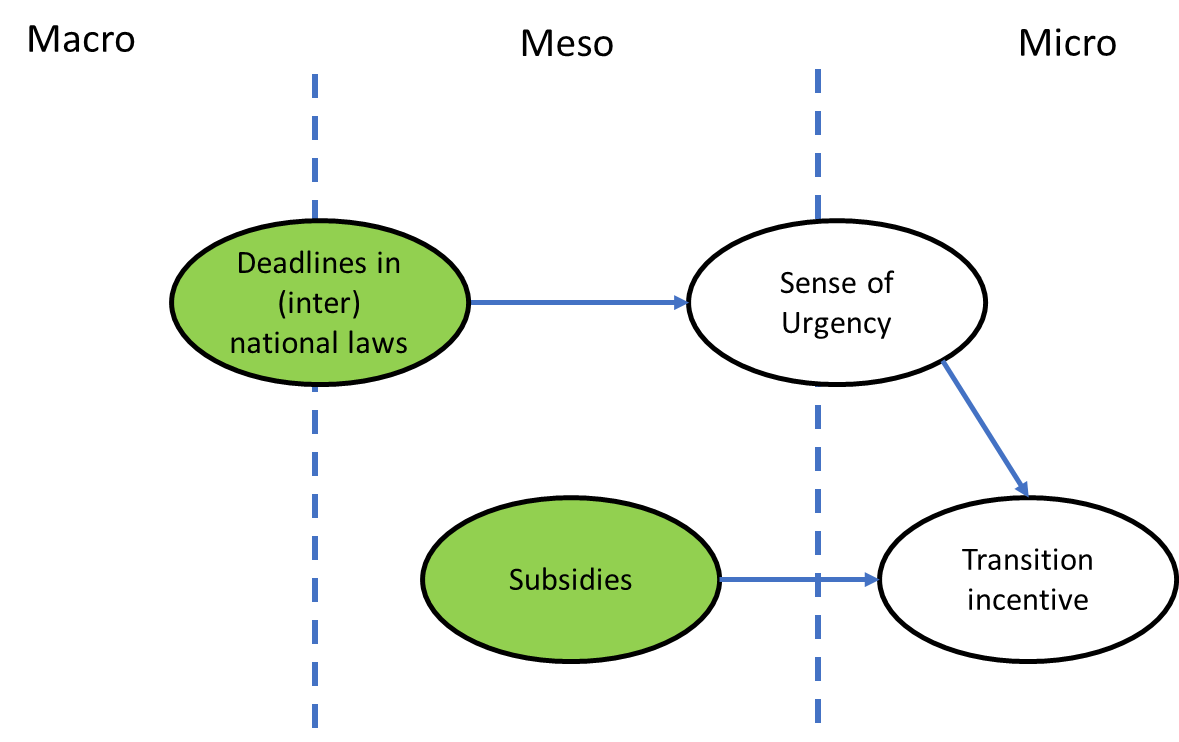 Macro
Meso
Micro
Deadlines in
(inter)
national laws
Sense of
Urgency
Subsidies
Transition
incentive